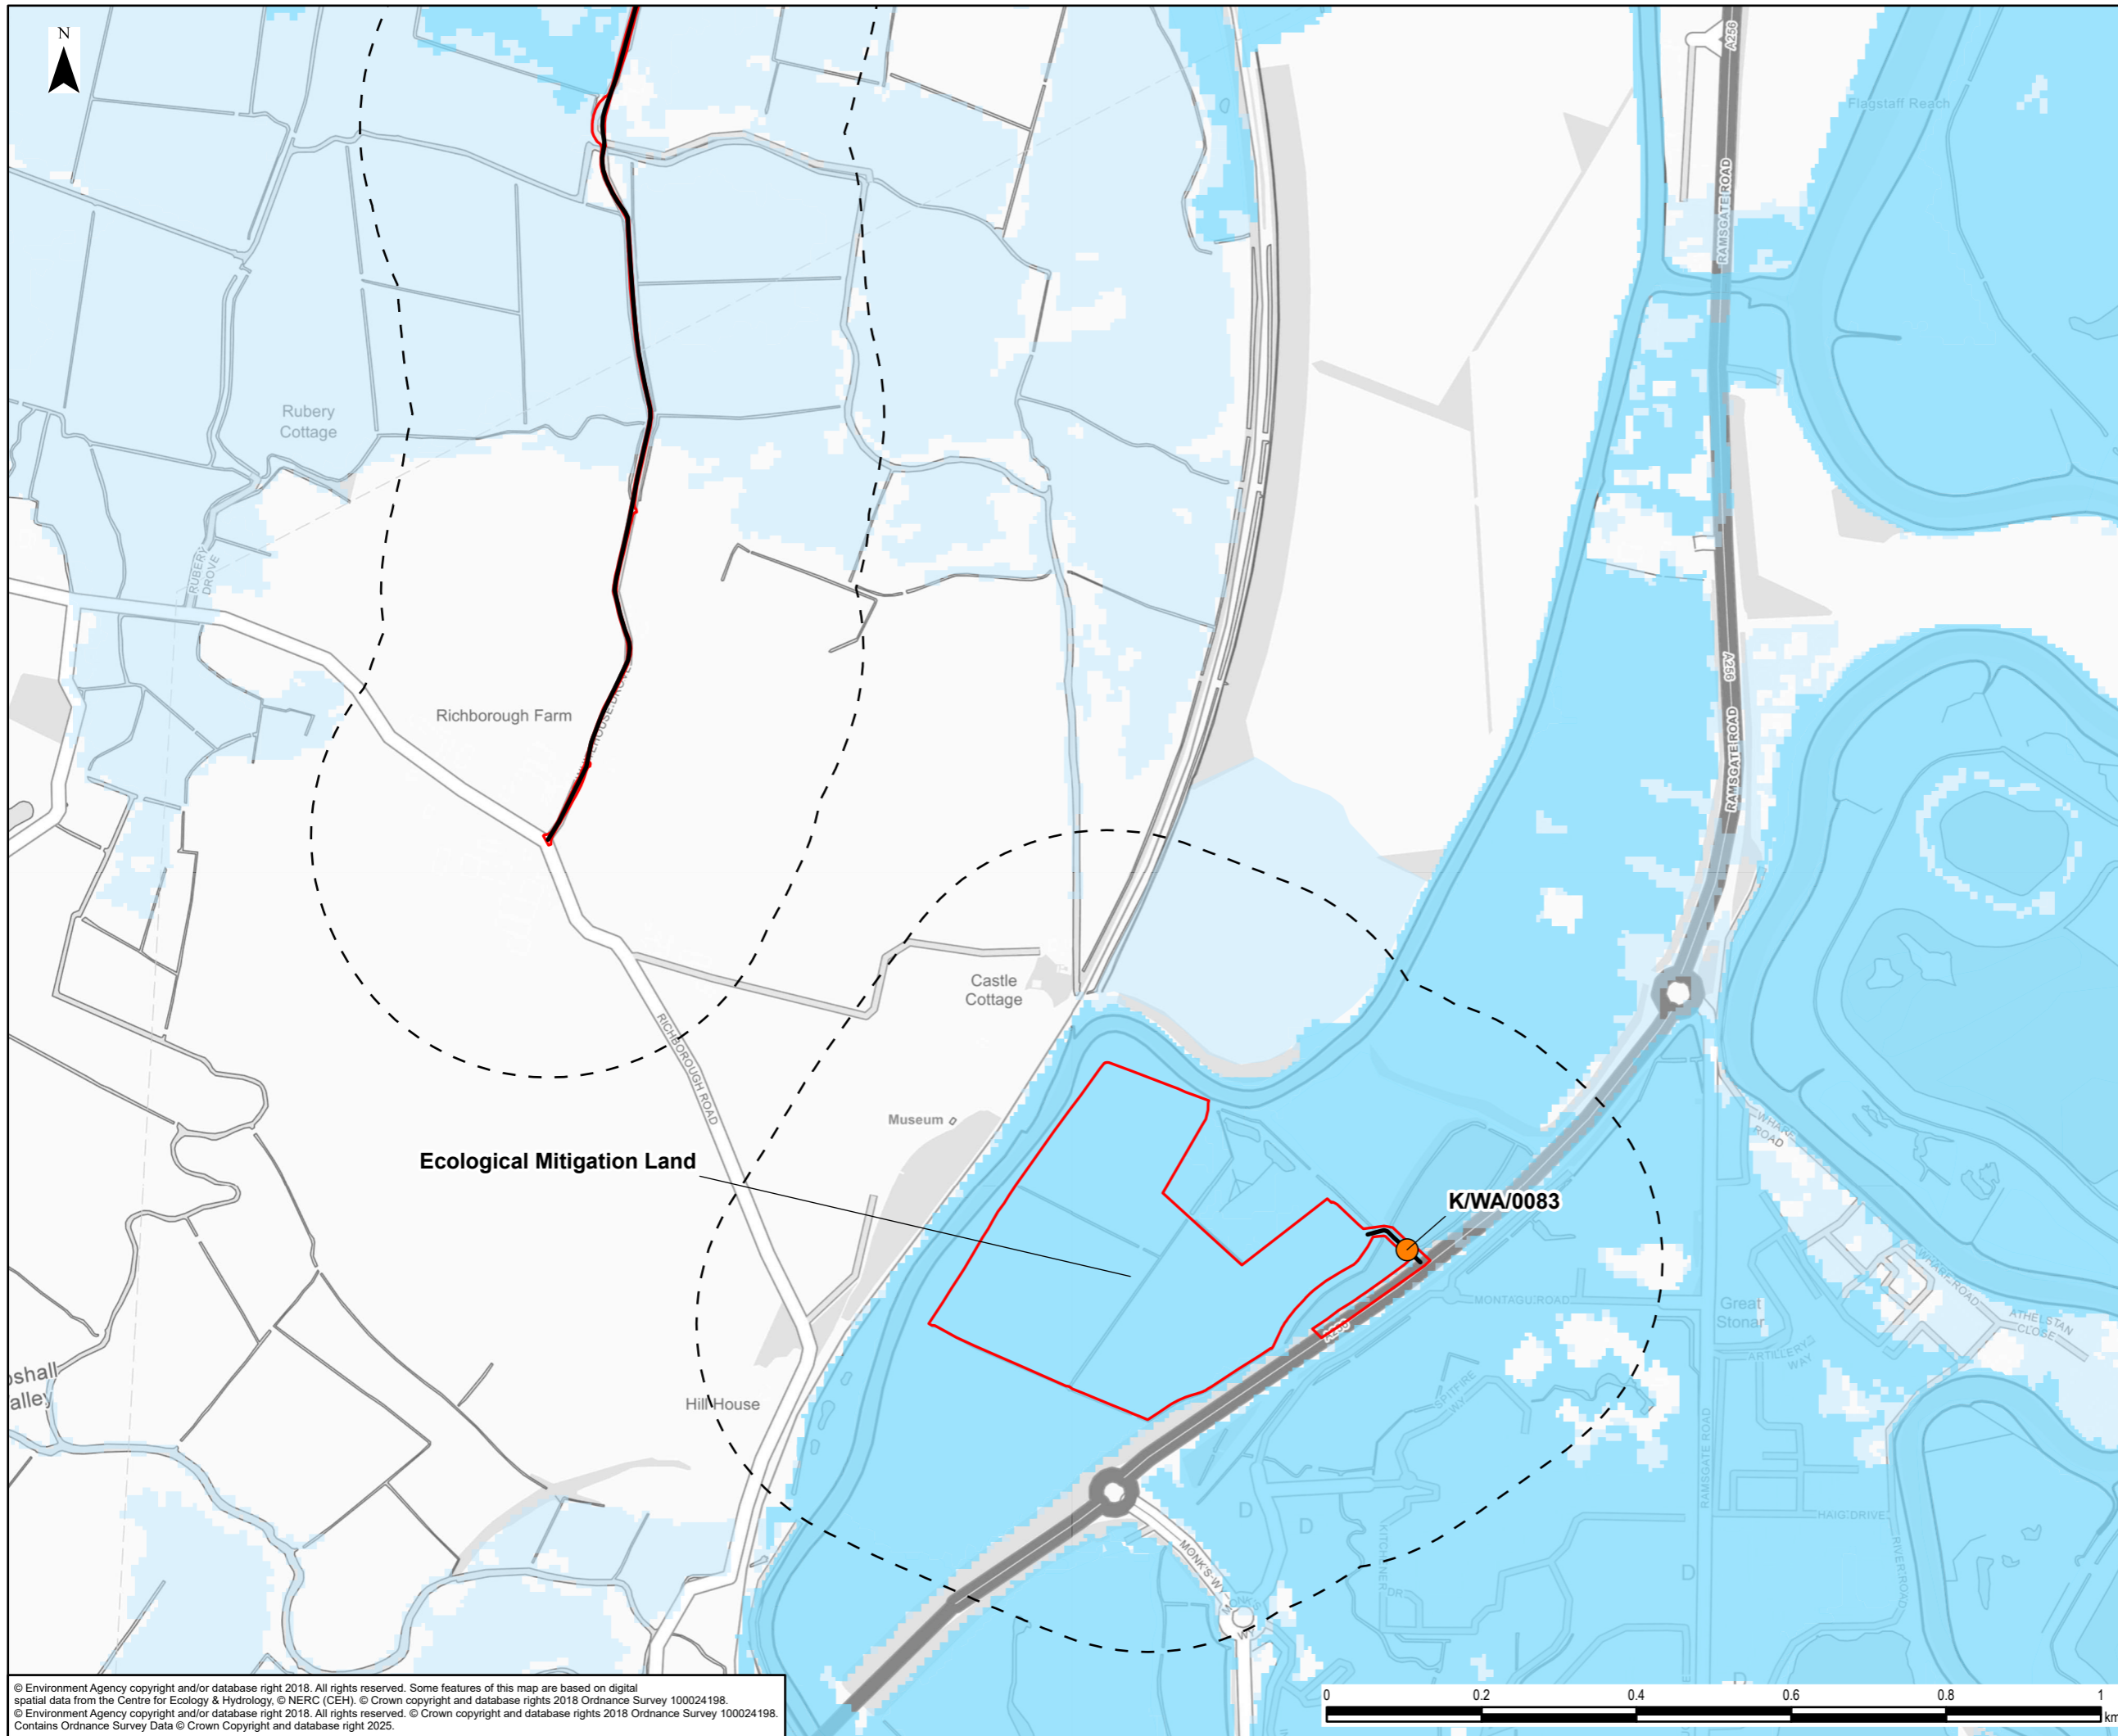 N
A256
Flagstaff Reach
RAMSGATE ROAD
Rubery
Cottage
RUBERY
DROVE
A256
RAMSGATE ROAD
Richborough Farm
Castle
Cottage
RICHBOROUGH ROAD
Museum
WHARF
ROAD
Ecological Mitigation Land
K/WA/0083
WHARF ROAD
MONTAGU ROAD
Great
Stonar
ATHELSTAN
CLOSE
ARTILLERY
WAY
SPITFIRE
WY
Hill House
RAMSGATE ROAD
D
D
HAIG DRIVE
KITCHENER
DR
MONK'S WY
MONK'S
WY
RIVER ROAD
D
D
© Environment Agency copyright and/or database right 2018. All rights reserved. Some features of this map are based on digital
spatial data from the Centre for Ecology & Hydrology, © NERC (CEH). © Crown copyright and database rights 2018 Ordnance Survey 100024198.
© Environment Agency copyright and/or database right 2018. All rights reserved. © Crown copyright and database rights 2018 Ordnance Survey 100024198.
Contains Ordnance Survey Data © Crown Copyright and database right 2025.
0 0.2 0.4 0.6 0.8 1
km